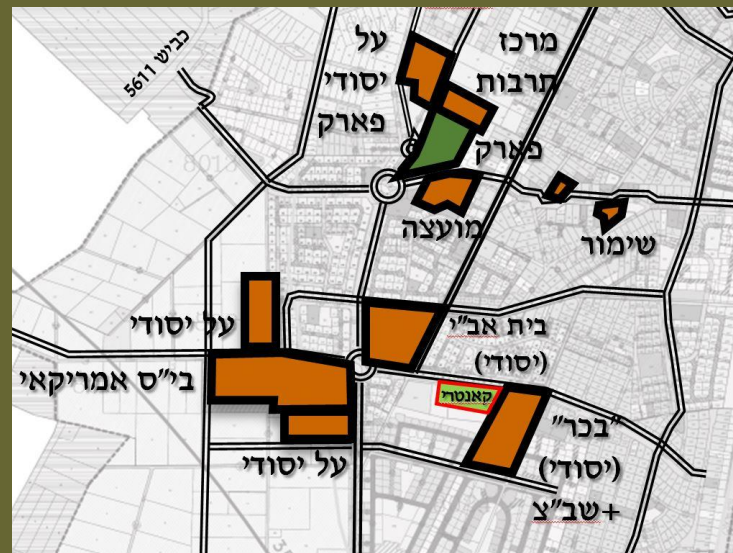 כביש 5611
על
יסודי
פארק
מרכז
תרבות
פארק
מועצה
שימור
על יסודי
בי"ס אמריקאי
על יסודי
בית אב"י
(יסודי)
קאנטרי
"בכר"
(יסודי)
+שב"צ